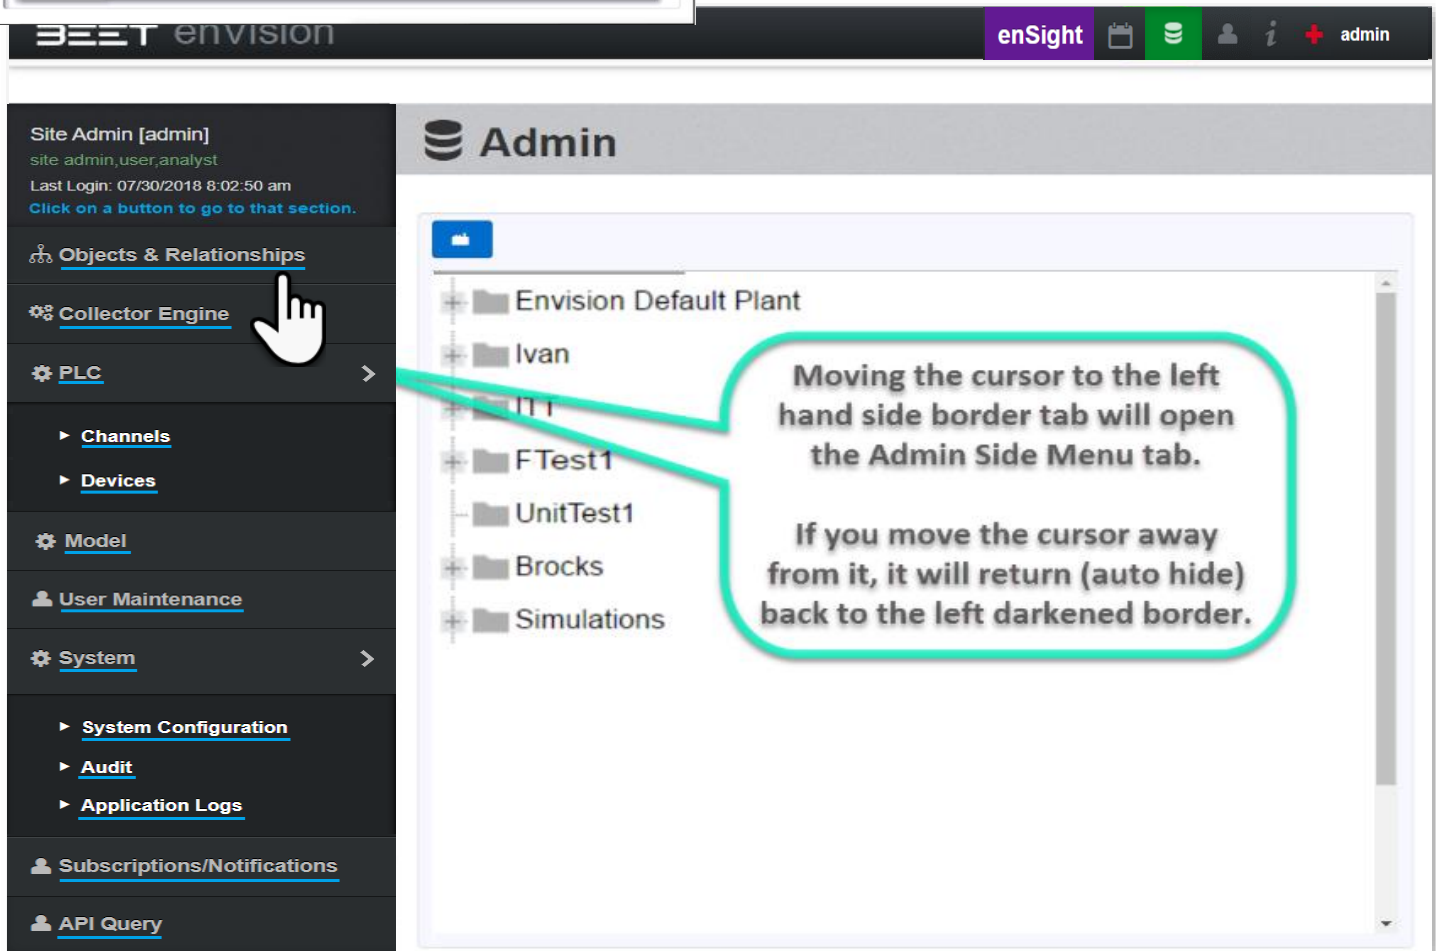 BEET enVision
enSight
i
admin
Site Admin [admin]
site admin,user,analyst
Last Login: 07/30/2018 8:02:50 am
Click on a button to go to that section.
Objects & Relationships
Collector Engine
PLC
Channels
Devices
Model
User Maintenance
System
System Configuration
Audit
Application Logs
Subscriptions/Notifications
API Query
Admin
Envision Default Plant
Ivan
ITT
FTest1
UnitTest1
Brocks
Simulations
Moving the cursor to the left
hand side border tab will open
the Admin Side Menu tab.
If you move the cursor away
from it, it will return (auto hide)
back to the left darkened border.